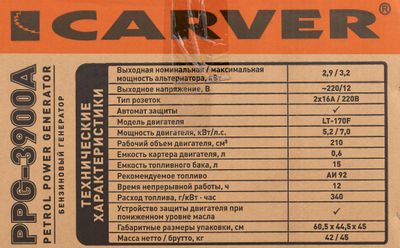 CARVER®
PPG-3900A
PETROL POWER GENERATOR
БЕНЗИНОВЫЙ ГЕНЕРАТОР
ТЕХНИЧЕСКИЕ
ХАРАКТЕРИСТИКИ
Выходная номинальная / максимальная
мощность альтернатора, кВт 2,9 / 3,2
Выходное напряжение, В ~220/12
Тип розеток 2x16А / 220В
Автомат защиты ✓
Модель двигателя LT-170F
Мощность двигателя, кВт/л.с. 5,2 / 7,0
Рабочий объем двигателя, см³ 210
Емкость картера двигателя, л 0,6
Емкость топливного бака, л 15
Рекомендуемое топливо АИ 92
Время непрерывной работы, ч 12
Расход топлива, г/кВт · час 340
Устройство защиты двигателя при
пониженном уровне масла ✓
Габаритные размеры упаковки, см 60,5 х 44,5 х 45
Масса нетто / брутто, кг 42 / 45